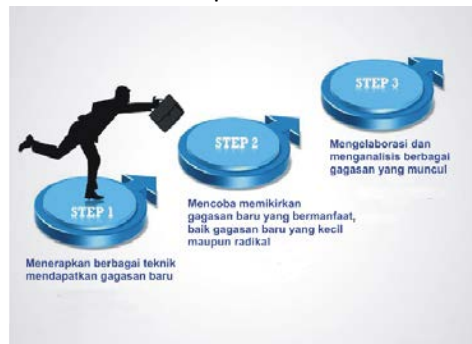 STEP 1
Menerapkan berbagai teknik
mendapatkan gagasan baru
STEP 2
Mencoba memikirkan
gagasan baru yang bermanfaat,
baik gagasan baru yang kecil
maupun radikal
STEP 3
Mengelaborasi dan
menganalisis berbagai
gagasan yang muncul